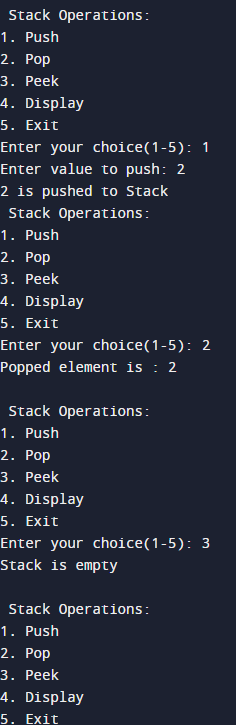 Stack Operations:
1. Push
2. Pop
3. Peek
4. Display
5. Exit
Enter your choice(1-5): 1
Enter value to push: 2
2 is pushed to Stack
Stack Operations:
1. Push
2. Pop
3. Peek
4. Display
5. Exit
Enter your choice(1-5): 2
Popped element is : 2
Stack Operations:
1. Push
2. Pop
3. Peek
4. Display
5. Exit
Enter your choice(1-5): 3
Stack is empty
Stack Operations:
1. Push
2. Pop
3. Peek
4. Display
5. Exit